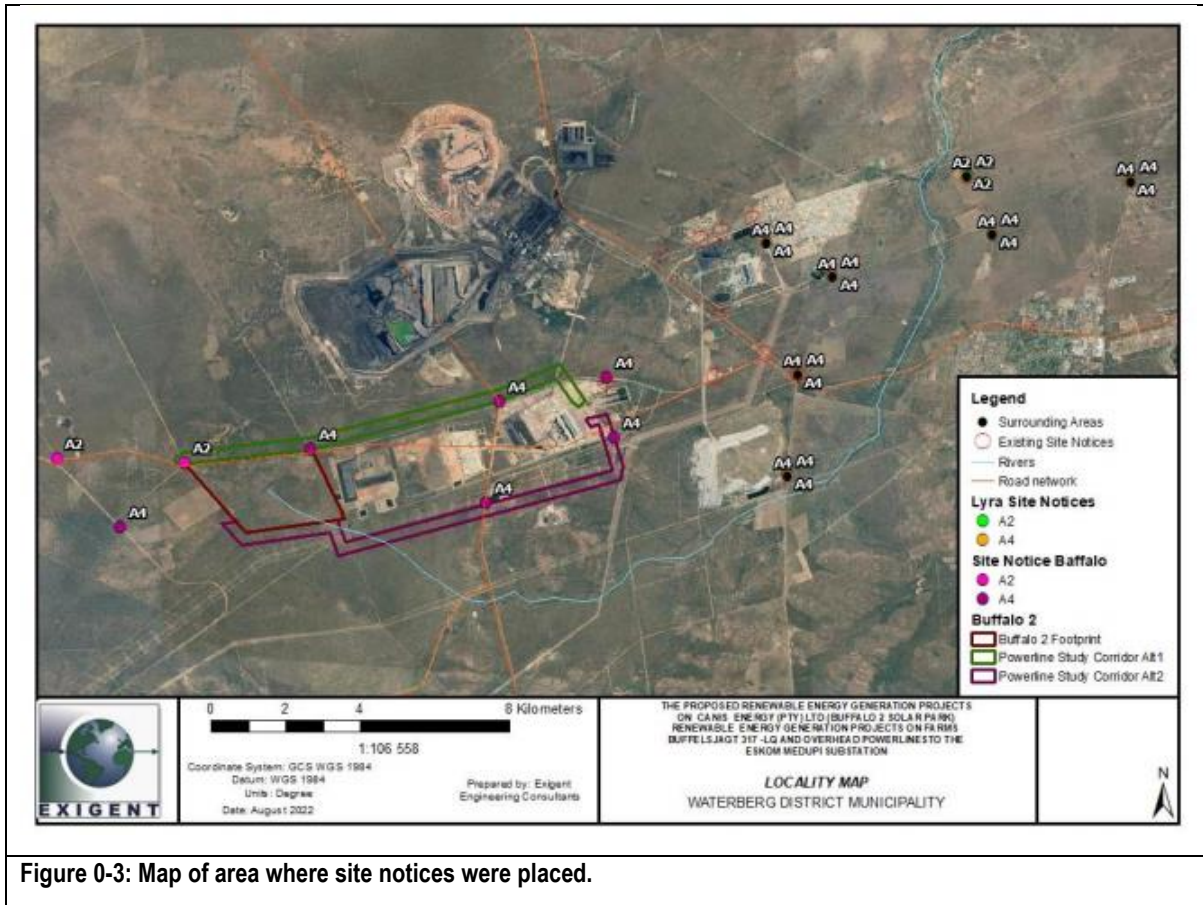 A2 A2
A2
A4 A4
A4
A4 A4
A4
A4 A4
A4
A4 A4
A4
A4 A4
A4
A4 A4
A4
A4
A4
A4
A4
A2
A2
A4
A4
Legend
Surrounding Areas
Existing Site Notices
Rivers
Road network
Lyra Site Notices
A2
A4
Site Notice Baffalo
A2
A4
Buffalo 2
Buffalo 2 Footprint
Powerline Study Corridor Alt1
Powerline Study Corridor Alt2
EXIGENT
0 2 4 8 Kilometers
1:106 558
Coordinate System: GCS WGS 1984
Datum: WGS 1984
Units: Degree
Date: August 2022
Prepared by: Exigent
Engineering Consultants
THE PROPOSED RENEWABLE ENERGY GENERATION PROJECTS
ON CANIS ENERGY (PTY) LTD (BUFFALO 2 SOLAR PARK)
RENEWABLE ENERGY GENERATION PROJECTS ON FARMS
BUFFELSJAGT 317 -LQ AND OVERHEAD POWERLINES TO THE
ESKOM MEDUPI SUBSTATION
LOCALITY MAP
WATERBERG DISTRICT MUNICIPALITY
N
Figure 0-3: Map of area where site notices were placed.